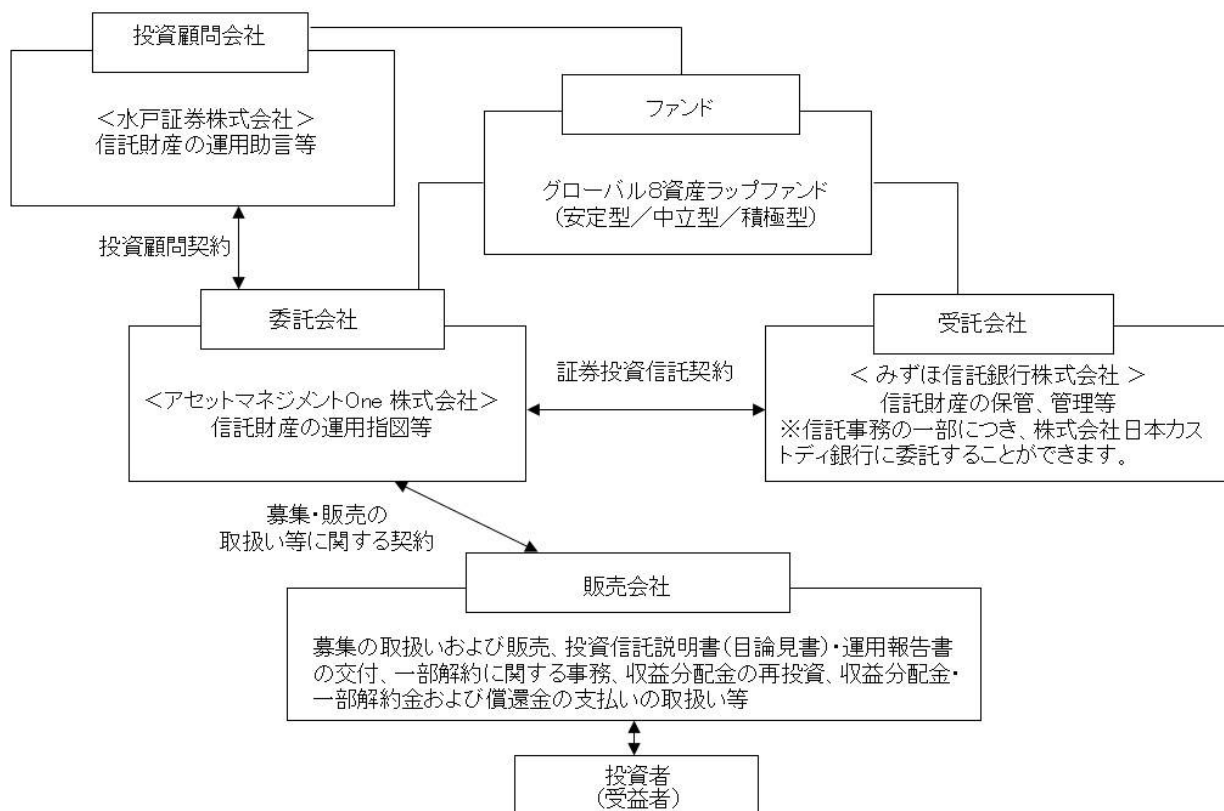 投資顧問会社
<水戸証券株式会社>
信託財産の運用助言等
ファンド
グローバル8資産ラップファンド
(安定型/中立型/積極型)
投資顧問契約
委託会社
<アセットマネジメントOne 株式会社>
信託財産の運用指図等
証券投資信託契約
受託会社
< みずほ信託銀行株式会社 >
信託財産の保管、管理等
※信託事務の一部につき、株式会社日本カス
トディ銀行に委託することができます。
募集・販売の
取扱い等に関する契約
販売会社
募集の取扱いおよび販売、投資信託説明書(目論見書)・運用報告書
の交付、一部解約に関する事務、収益分配金の再投資、収益分配金・
一部解約金および償還金の支払いの取扱い等
投資者
(受益者)